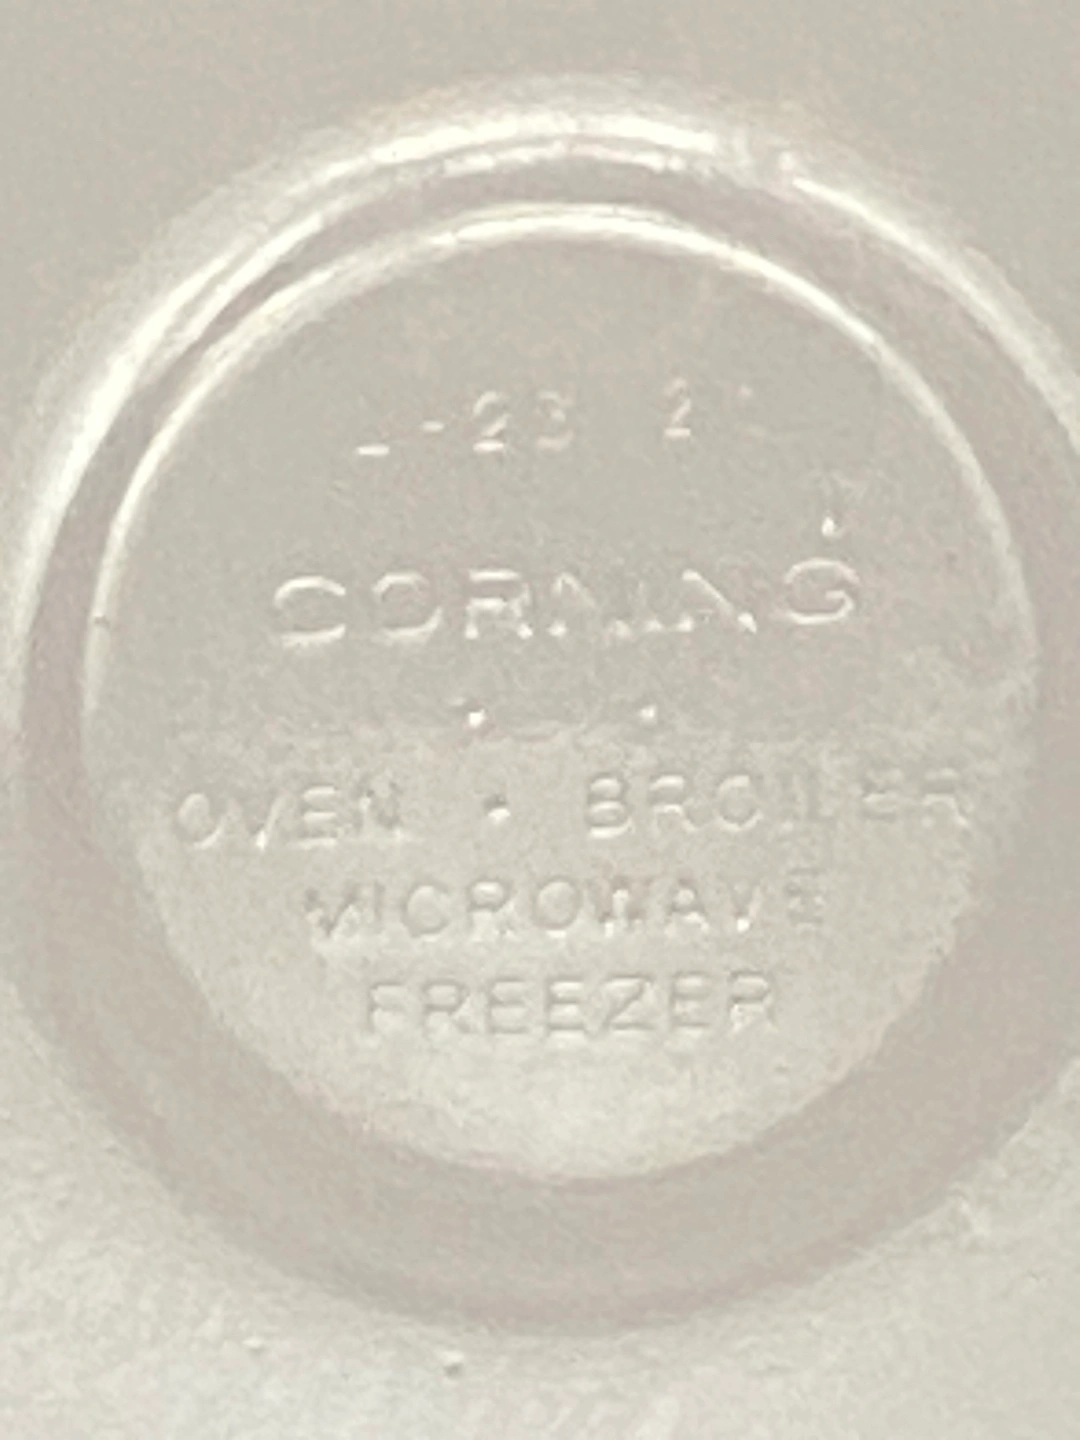 CORNING
OVEN • BROILER
MICROWAVE
FREEZER